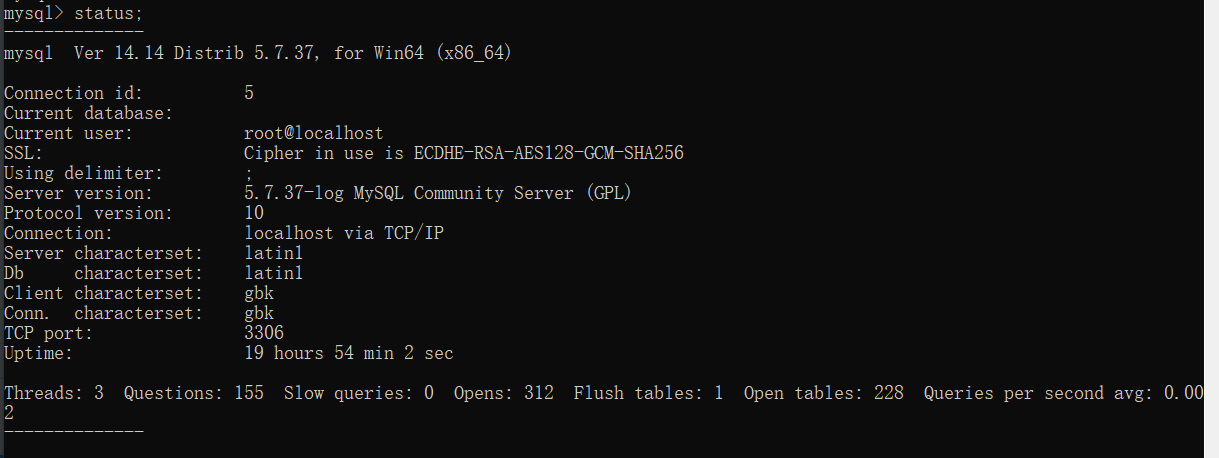 mysql> status;
--------------
mysql  Ver 14.14 Distrib 5.7.37, for Win64 (x86_64)

Connection id:          5
Current database:
Current user:           root@localhost
SSL:                    Cipher in use is ECDHE-RSA-AES128-GCM-SHA256
Using delimiter:        ;
Server version:         5.7.37-log MySQL Community Server (GPL)
Protocol version:       10
Connection:             localhost via TCP/IP
Server characterset:    latin1
Db     characterset:    latin1
Client characterset:    gbk
Conn.  characterset:    gbk
TCP port:               3306
Uptime:                 19 hours 54 min 2 sec

Threads: 3  Questions: 155  Slow queries: 0  Opens: 312  Flush tables: 1  Open tables: 228  Queries per second avg: 0.00
2
--------------